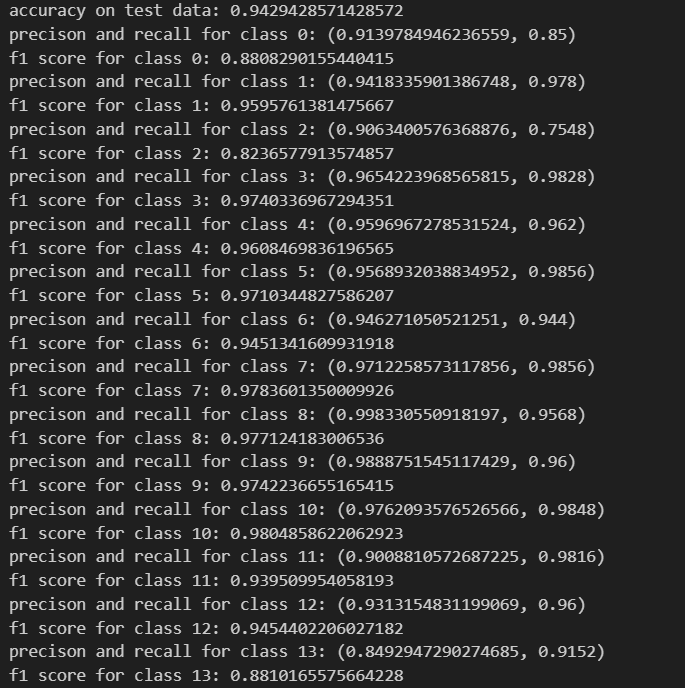 accuracy on test data: 0.9429428571428572
precison and recall for class 0: (0.9139784946236559, 0.85)
f1 score for class 0: 0.8808290155440415
precison and recall for class 1: (0.9418335901386748, 0.978)
f1 score for class 1: 0.9595761381475667
precison and recall for class 2: (0.9063400576368876, 0.7548)
f1 score for class 2: 0.8236577913574857
precison and recall for class 3: (0.9654223968565815, 0.9828)
f1 score for class 3: 0.9740336967294351
precison and recall for class 4: (0.9596967278531524, 0.962)
f1 score for class 4: 0.9608469836196565
precison and recall for class 5: (0.9568932038834952, 0.9856)
f1 score for class 5: 0.9710344827586207
precison and recall for class 6: (0.946271050521251, 0.944)
f1 score for class 6: 0.9451341609931918
precison and recall for class 7: (0.9712258573117856, 0.9856)
f1 score for class 7: 0.9783601350009926
precison and recall for class 8: (0.998330550918197, 0.9568)
f1 score for class 8: 0.977124183006536
precison and recall for class 9: (0.9888751545117429, 0.96)
f1 score for class 9: 0.9742236655165415
precison and recall for class 10: (0.9762093576526566, 0.9848)
f1 score for class 10: 0.9804858622062923
precison and recall for class 11: (0.9008810572687225, 0.9816)
f1 score for class 11: 0.939509954058193
precison and recall for class 12: (0.9313154831199069, 0.96)
f1 score for class 12: 0.9454402206027182
precison and recall for class 13: (0.8492947290274685, 0.9152)
f1 score for class 13: 0.8810165575664228